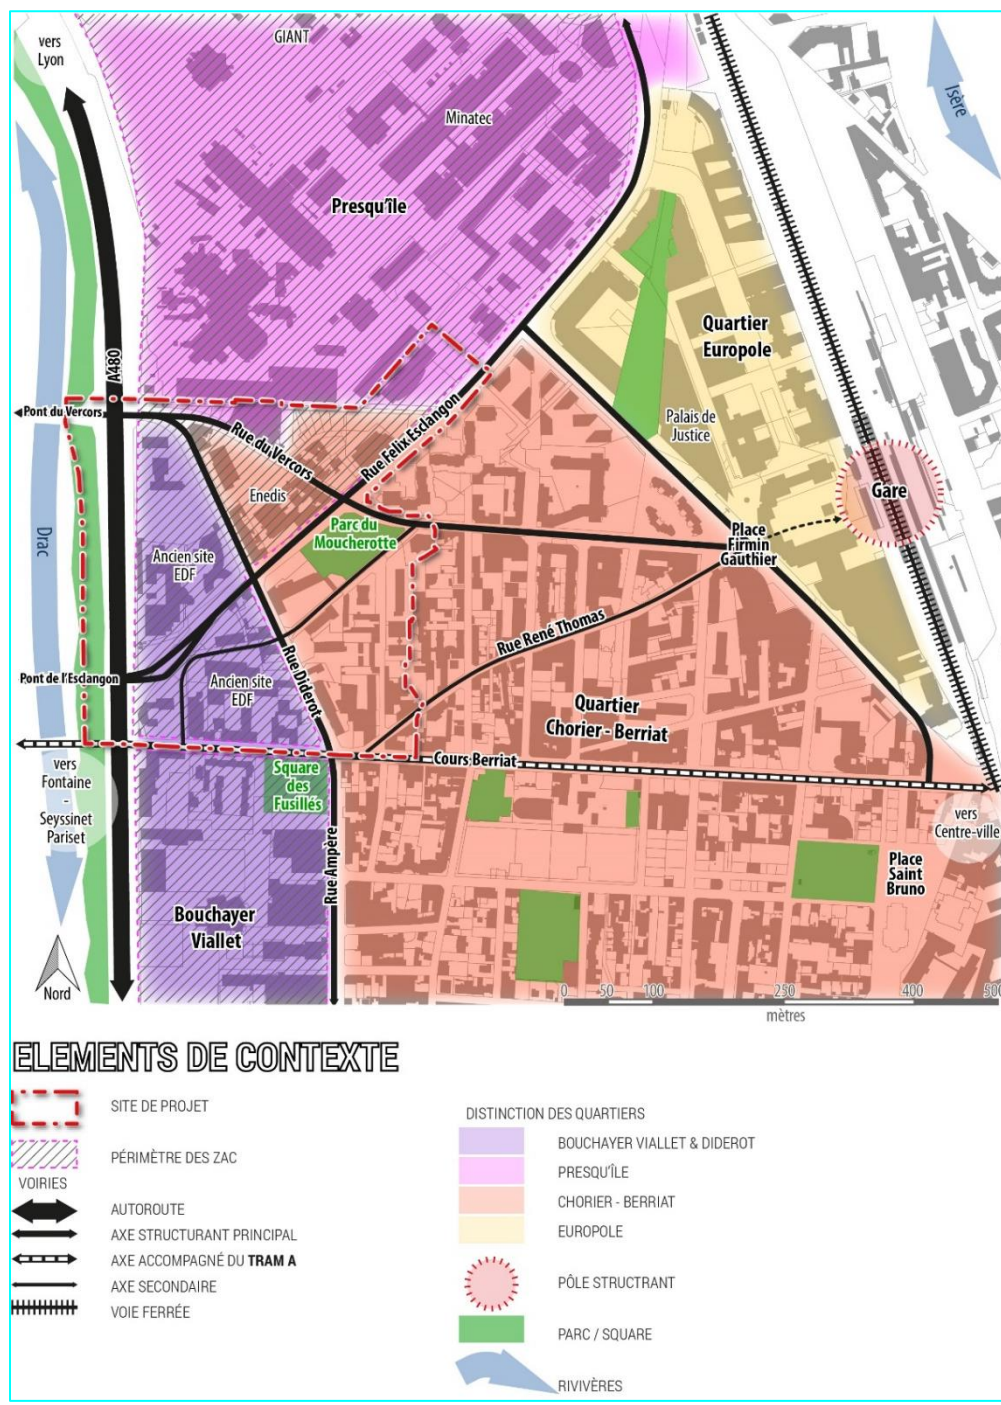 vers
Lyon
GIANT
Minatec
Isère
Presqu'île
Quartier
Europole
A480
Pont du Vercors
Rue du Vercors
Rue Felix Esclangon
Palais de
Justice
Gare
Enedis
Parc du
Moucherotte
Place
Firmin
Gauthier
Drac
Ancien site
EDF
Rue René Thomas
Pont de l'Esclangon
Ancien site
EDF
Rue Diderot
Quartier
Chorier - Berriat
Cours Berriat
vers
Fontaine
-
Seyssinet
Pariset
Square
des
Fusillés
vers
Centre-ville
Rue Ampère
Place
Saint
Bruno
Bouchayer
Viallet
Nord
0 50 100 250 400 500
mètres
ELEMENTS DE CONTEXTE
SITE DE PROJET
PÉRIMÈTRE DES ZAC
VOIRIES
AUTOROUTE
AXE STRUCTURANT PRINCIPAL
AXE ACCOMPAGNÉ DU TRAM A
AXE SECONDAIRE
VOIE FERRÉE
DISTINCTION DES QUARTIERS
BOUCHAYER VIALLET & DIDEROT
PRESQU'ÎLE
CHORIER - BERRIAT
EUROPOLE
PÔLE STRUCTRANT
PARC / SQUARE
RIVIVÈRES